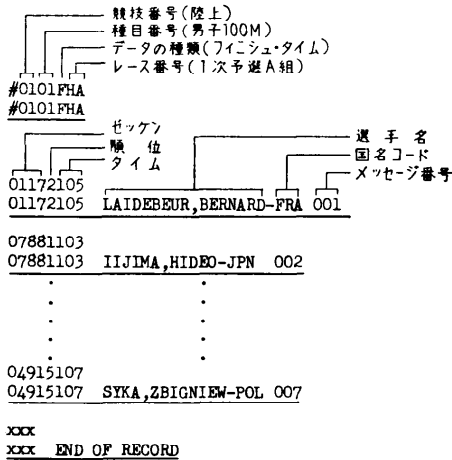 競技番号(陸上)
種目番号(男子100M)
データの種類(フィニシュ・タイム)
レース番号(1次予選A組)
#0101FHA
#0101FHA
ゼッケン
順位
タイム
選手名
国名コード
メッセージ番号
01172105
01172105 LAIDEBEUR,BERNARD-FRA 001
07881103
07881103 IIJIMA,HIDEO-JPN 002
04915107
04915107 SYKA,ZBIGNIEW-POL 007
xxx
xxx END OF RECORD